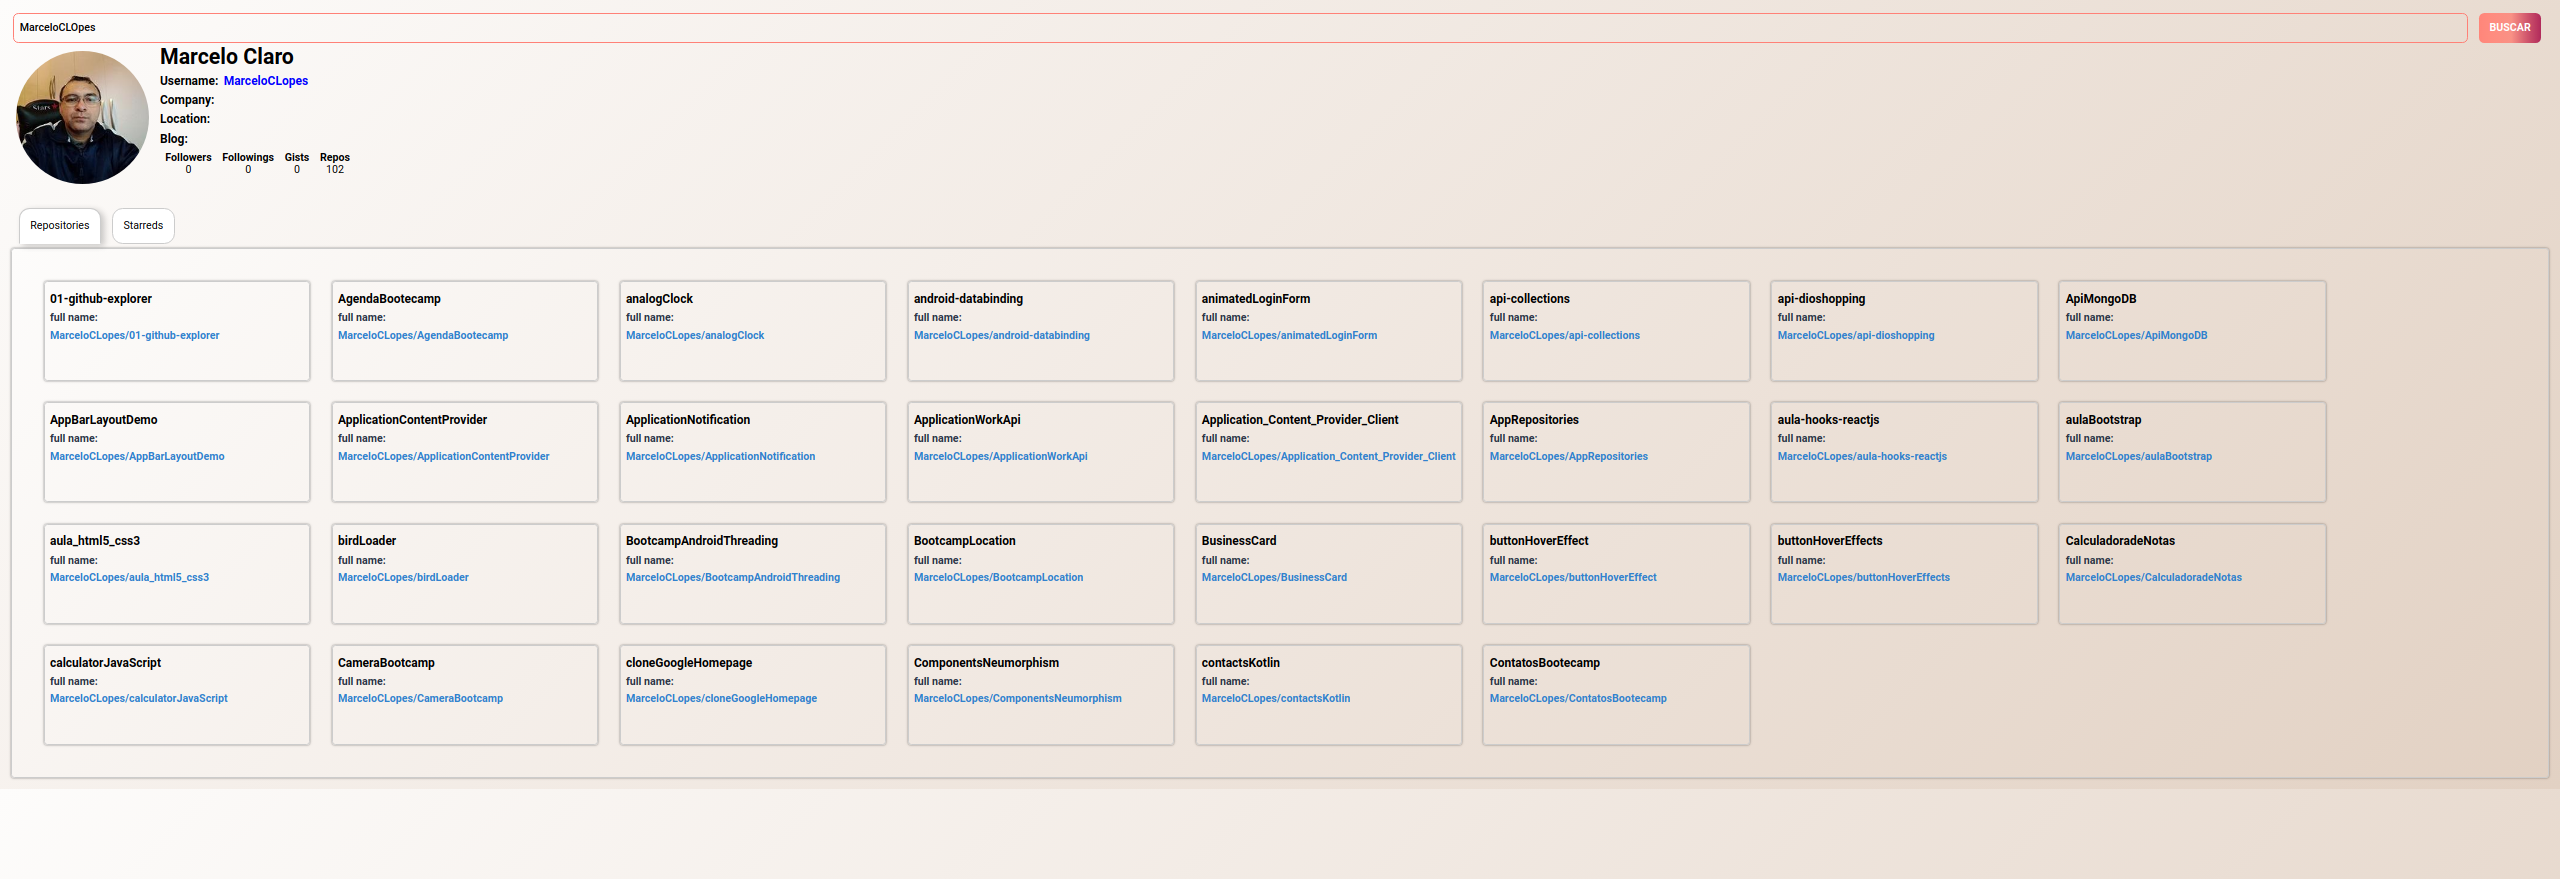 MarceloCLOpes
BUSCAR
Marcelo Claro
Username: MarceloCLopes
Company:
Location:
Blog:
Followers Followings Gists Repos
0 0 0 102
Stars
Repositories Starreds
01-github-explorer
full name:
MarceloCLopes/01-github-explorer
AgendaBootecamp
full name:
MarceloCLopes/AgendaBootecamp
analogClock
full name:
MarceloCLopes/analogClock
android-databinding
full name:
MarceloCLopes/android-databinding
animatedLoginForm
full name:
MarceloCLopes/animatedLoginForm
api-collections
full name:
MarceloCLopes/api-collections
api-dioshopping
full name:
MarceloCLopes/api-dioshopping
ApiMongoDB
full name:
MarceloCLopes/ApiMongoDB
AppBarLayoutDemo
full name:
MarceloCLopes/AppBarLayoutDemo
ApplicationContentProvider
full name:
MarceloCLopes/ApplicationContentProvider
ApplicationNotification
full name:
MarceloCLopes/ApplicationNotification
ApplicationWorkApi
full name:
MarceloCLopes/ApplicationWorkApi
Application_Content_Provider_Client
full name:
MarceloCLopes/Application_Content_Provider_Client
AppRepositories
full name:
MarceloCLopes/AppRepositories
aula-hooks-reactjs
full name:
MarceloCLopes/aula-hooks-reactjs
aulaBootstrap
full name:
MarceloCLopes/aulaBootstrap
aula_html5_css3
full name:
MarceloCLopes/aula_html5_css3
birdLoader
full name:
MarceloCLopes/birdLoader
BootcampAndroidThreading
full name:
MarceloCLopes/BootcampAndroidThreading
BootcampLocation
full name:
MarceloCLopes/BootcampLocation
BusinessCard
full name:
MarceloCLopes/BusinessCard
buttonHoverEffect
full name:
MarceloCLopes/buttonHoverEffect
buttonHoverEffects
full name:
MarceloCLopes/buttonHoverEffects
CalculadoradeNotas
full name:
MarceloCLopes/CalculadoradeNotas
calculatorJavaScript
full name:
MarceloCLopes/calculatorJavaScript
CameraBootcamp
full name:
MarceloCLopes/CameraBootcamp
cloneGoogleHomepage
full name:
MarceloCLopes/cloneGoogleHomepage
ComponentsNeumorphism
full name:
MarceloCLopes/ComponentsNeumorphism
contactsKotlin
full name:
MarceloCLopes/contactsKotlin
ContatosBootecamp
full name:
MarceloCLopes/ContatosBootecamp